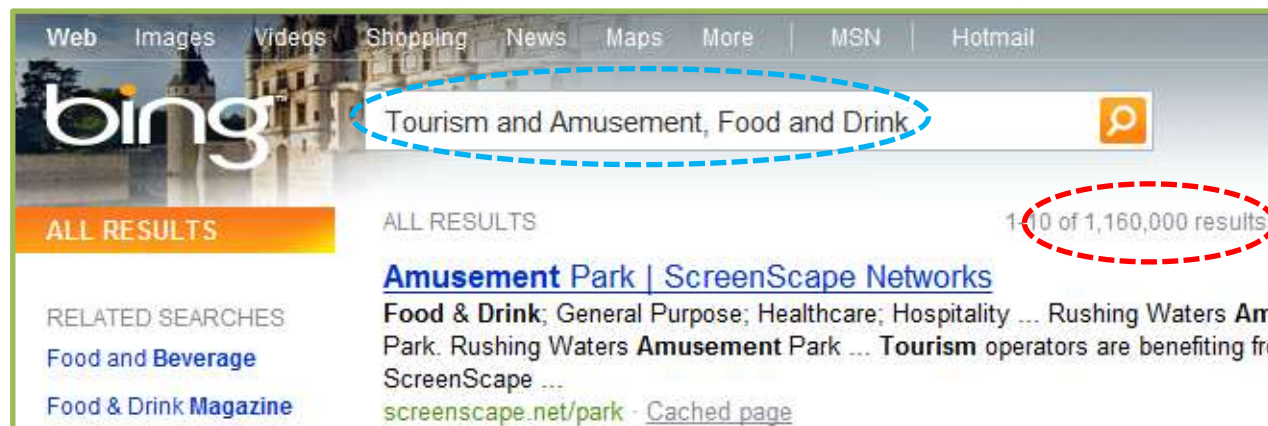 Web Images Videos Shopping News Maps More | MSN | Hotmail
bing™
Tourism and Amusement, Food and Drink
ALL RESULTS
ALL RESULTS
1-10 of 1,160,000 results
Amusement Park | ScreenScape Networks
Food & Drink; General Purpose; Healthcare; Hospitality ... Rushing Waters Am
Park. Rushing Waters Amusement Park ... Tourism operators are benefiting fr
ScreenScape ...
screenscape.net/park · Cached page
RELATED SEARCHES
Food and Beverage
Food & Drink Magazine